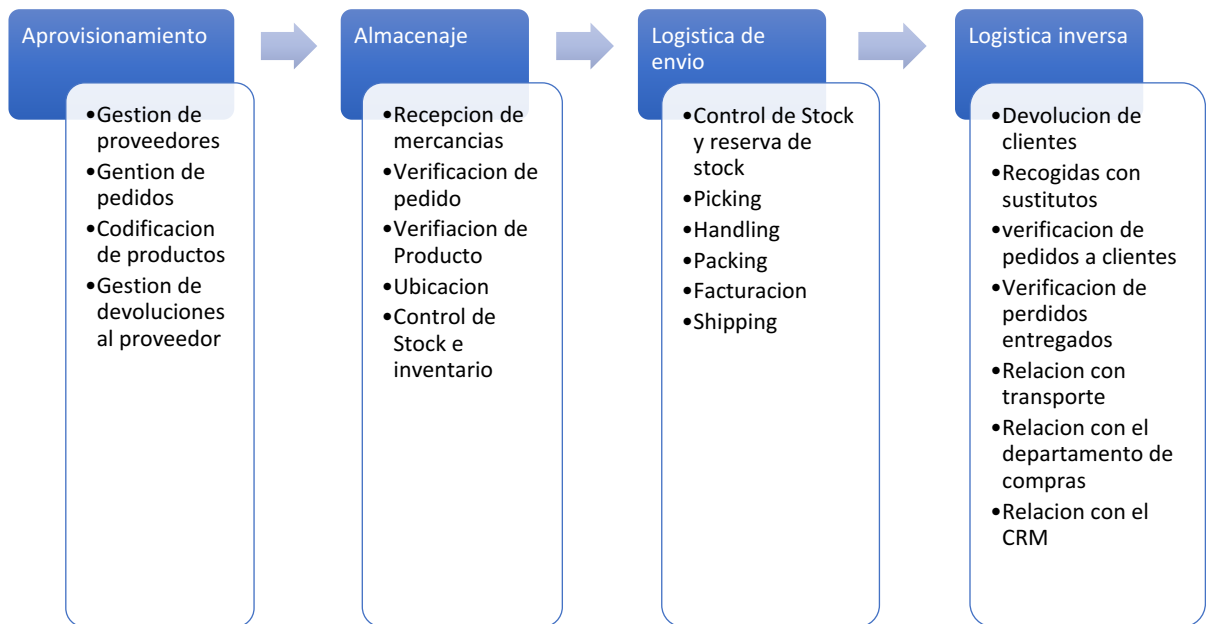 Aprovisionamiento
•Gestion de
proveedores
•Gention de
pedidos
•Codificacion
de productos
•Gestion de
devoluciones
al proveedor
Almacenaje
•Recepcion de
mercancias
•Verificacion de
pedido
•Verifiacion de
Producto
•Ubicacion
•Control de
Stock e
inventario
Logistica de
envio
•Control de Stock
y reserva de
stock
•Picking
•Handling
•Packing
•Facturacion
•Shipping
Logistica inversa
•Devolucion de
clientes
•Recogidas con
sustitutos
•verificacion de
pedidos a clientes
•Verificacion de
perdidos
entregados
•Relacion con
transporte
•Relacion con el
departamento de
compras
•Relacion con el
CRM